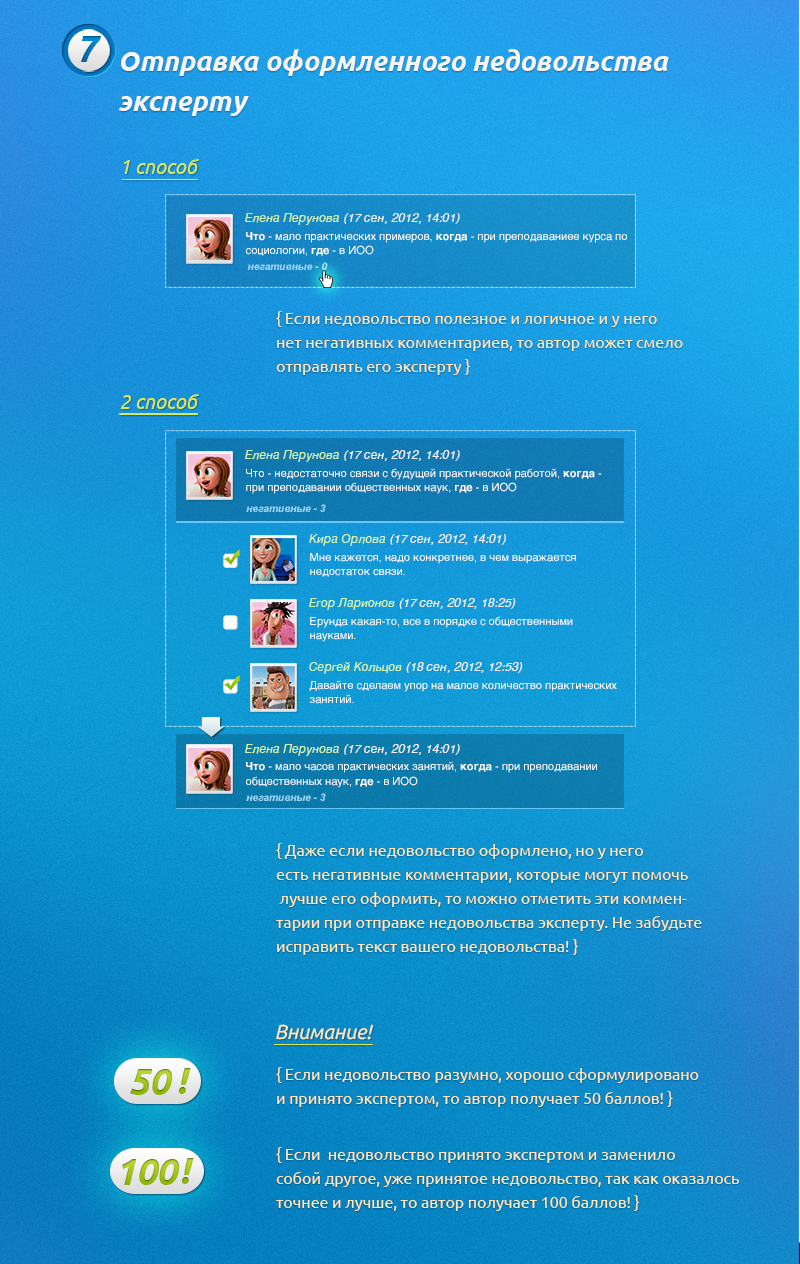 7
Отправка оформленного недовольства
эксперту
1 способ
Елена Перунова (17 сен, 2012, 14:01)
Что - мало практических примеров, когда - при преподаваниее курса по
социологии, где - в ИОО
негативные - 0
{ Если недовольство полезное и логичное и у него
нет негативных комментариев, то автор может смело
отправлять его эксперту }
2 способ
Елена Перунова (17 сен, 2012, 14:01)
Что - недостаточно связи с будущей практической работой, когда -
при преподавании общественных наук, где - в ИОО
негативные - 3
Кира Орлова (17 сен, 2012, 14:01)
Мне кажется, надо конкретнее, в чем выражается
недостаток связи.
Егор Ларионов (17 сен, 2012, 18:25)
Ерунда какая-то, все в порядке с общественными
науками.
Сергей Кольцов (18 сен, 2012, 12:53)
Давайте сделаем упор на малое количество практических
занятий.
Елена Перунова (17 сен, 2012, 14:01)
Что - мало часов практических занятий, когда - при преподавании
общественных наук, где - в ИОО
негативные - 3
{ Даже если недовольство оформлено, но у него
есть негативные комментарии, которые могут помочь
лучше его оформить, то можно отметить эти коммен-
тарии при отправке недовольства эксперту. Не забудьте
исправить текст вашего недовольства! }
Внимание!
50!
{ Если недовольство разумно, хорошо сформулировано
и принято экспертом, то автор получает 50 баллов! }
100!
{ Если недовольство принято экспертом и заменило
собой другое, уже принятое недовольство, так как оказалось
точнее и лучше, то автор получает 100 баллов! }